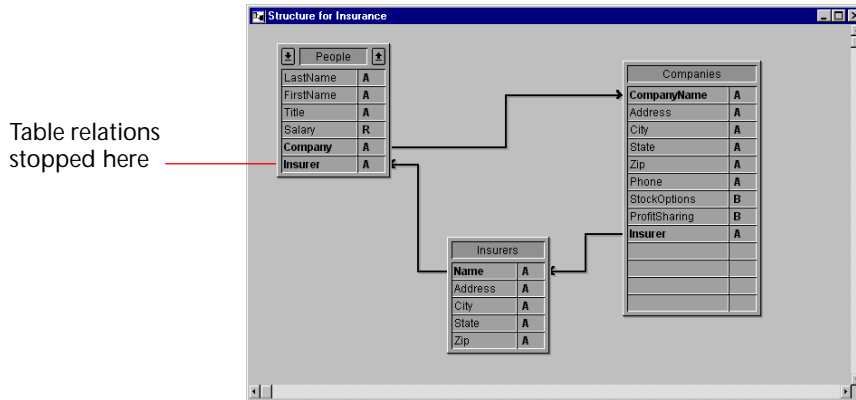 Structure for Insurance
Table relations
stopped here
People
LastName A
FirstName A
Title A
Salary R
Company A
Insurer A
Companies
CompanyName A
Address A
City A
State A
Zip A
Phone A
StockOptions B
ProfitSharing B
Insurer A
Insurers
Name A
Address A
City A
State A
Zip A